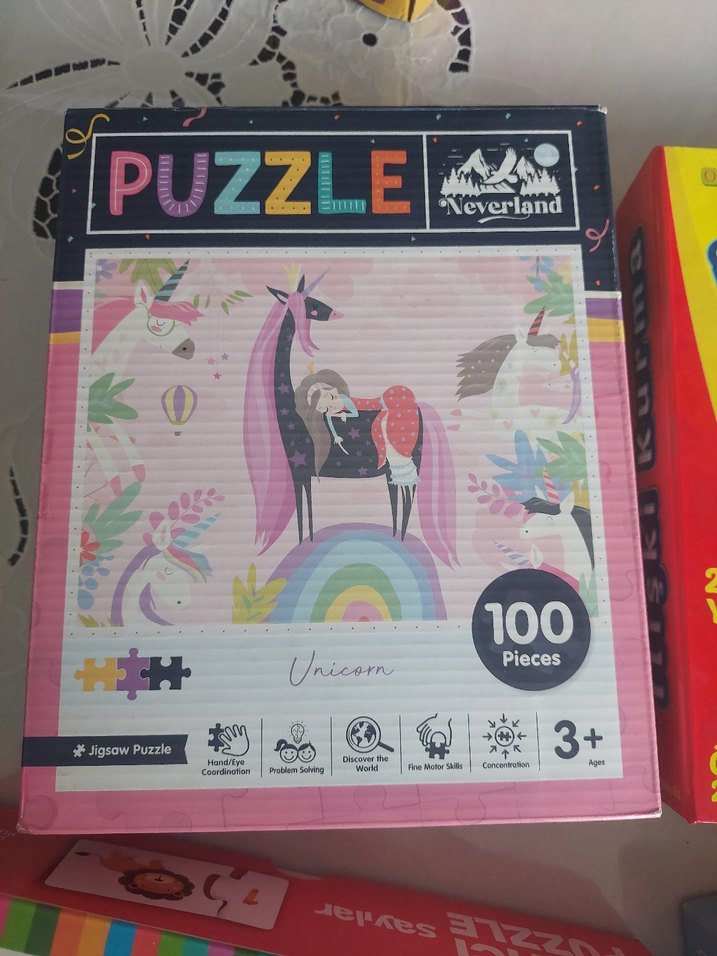 PUZZLE
Neverland
100
Pieces
Unicorn
Jigsaw Puzzle
Hand/Eye
Coordination
Problem Solving
Discover the
World
Fine Motor Skills
Concentration
3+
Ages
kurma
1
PUZZLE sayılar